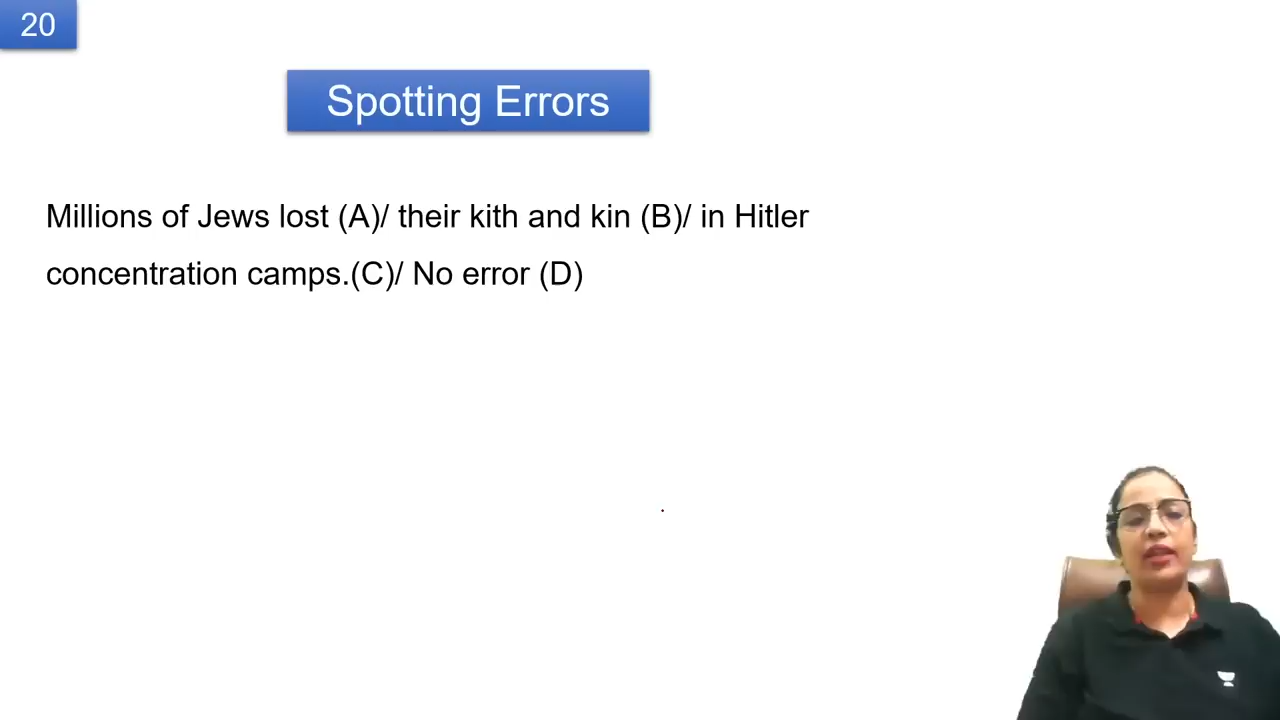 20
Spotting Errors
Millions of Jews lost (A)/ their kith and kin (B)/ in Hitler
concentration camps.(C)/ No error (D)